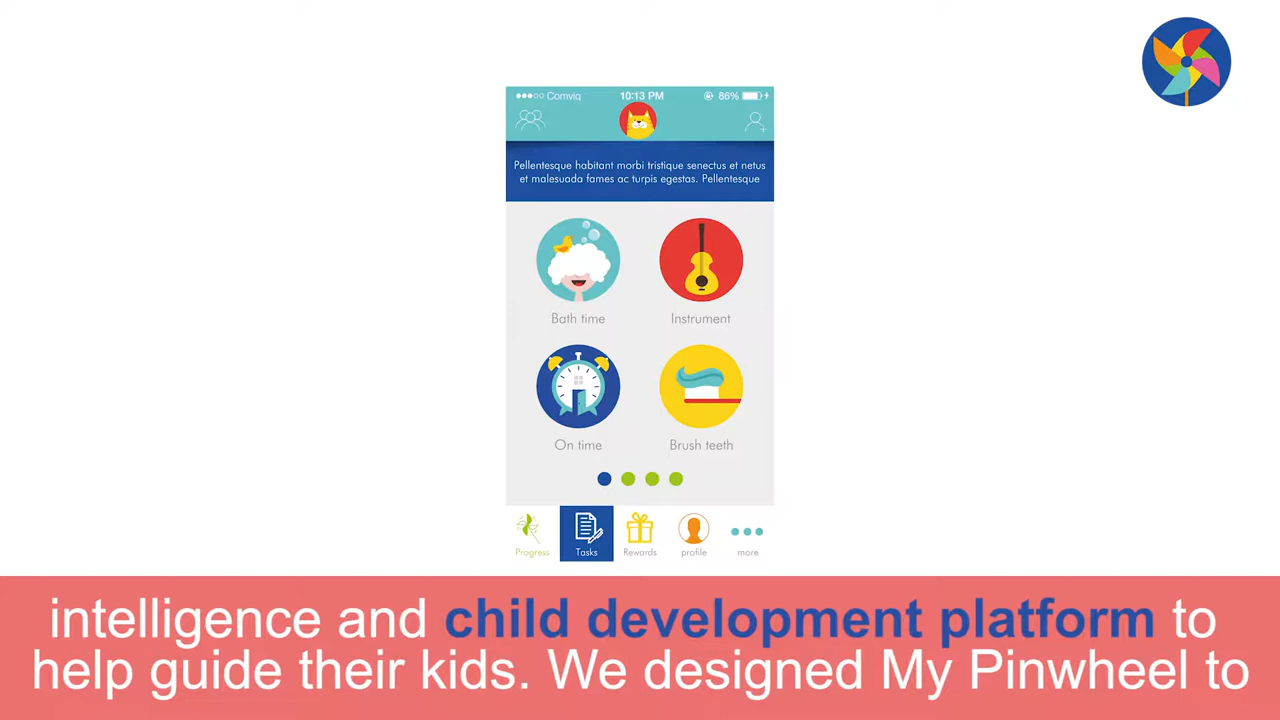 Comviq 10:13 PM 86%
Pellentesque habitant morbi tristique senectus et netus
et malesuada fames ac turpis egestas. Pellentesque
Bath time Instrument
On time Brush teeth
Progress Tasks Rewards profile more
intelligence and child development platform to
help guide their kids. We designed My Pinwheel to